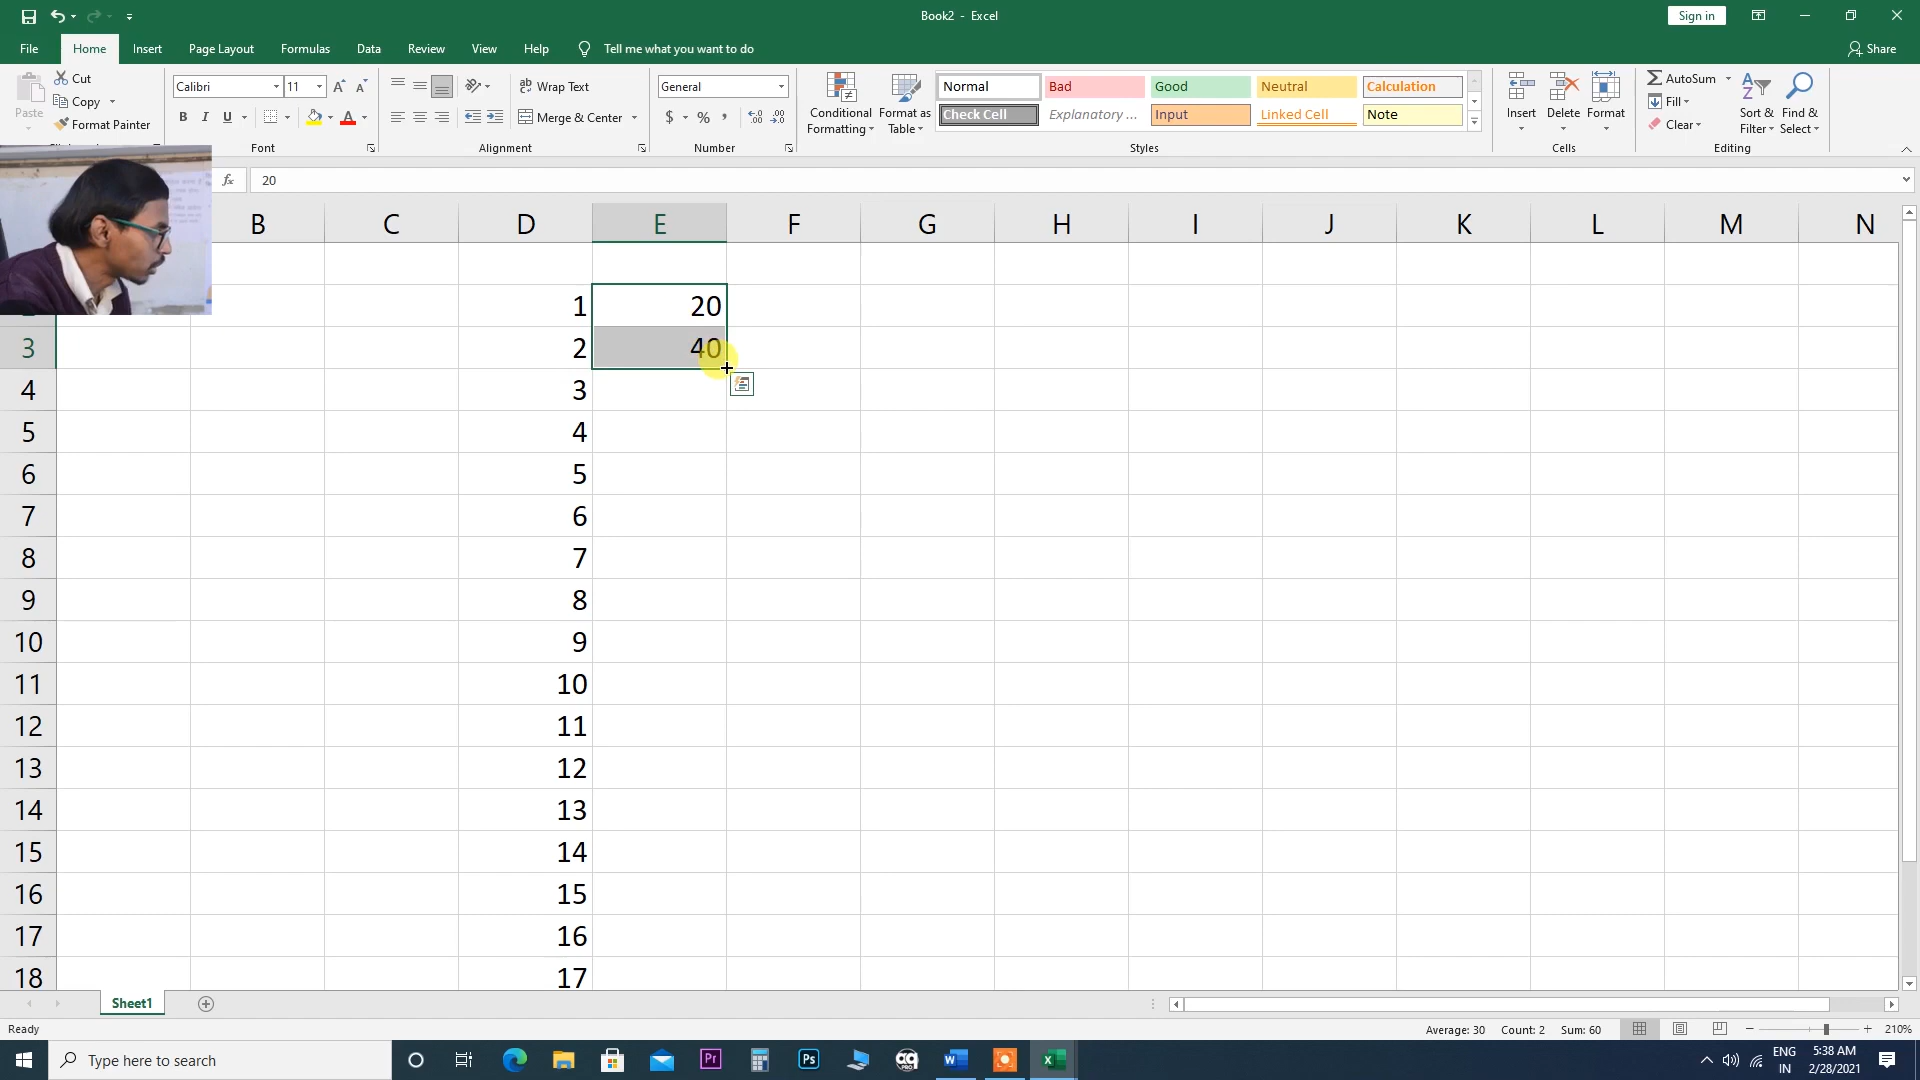 Book2 - Excel
Sign in
File Home Insert Page Layout Formulas Data Review View Help Tell me what you want to do
Share
Paste
Cut
Copy
Format Painter
Calibri 11
B I U
Font
Wrap Text
Merge & Center
Alignment
General
$ % ,
Number
Conditional Formatting
Format as Table
Normal Bad Good Neutral Calculation
Check Cell Explanatory ... Input Linked Cell Note
Styles
Insert Delete Format
Cells
AutoSum
Fill
Clear
Sort & Filter
Find & Select
Editing
fx 20
B C D E F G H I J K L M N
1 20
3 2 40
4 3
5 4
6 5
7 6
8 7
9 8
10 9
11 10
12 11
13 12
14 13
15 14
16 15
17 16
18 17
Sheet1
Ready
Average: 30 Count: 2 Sum: 60
210%
Type here to search
ENG
IN
5:38 AM
2/28/2021